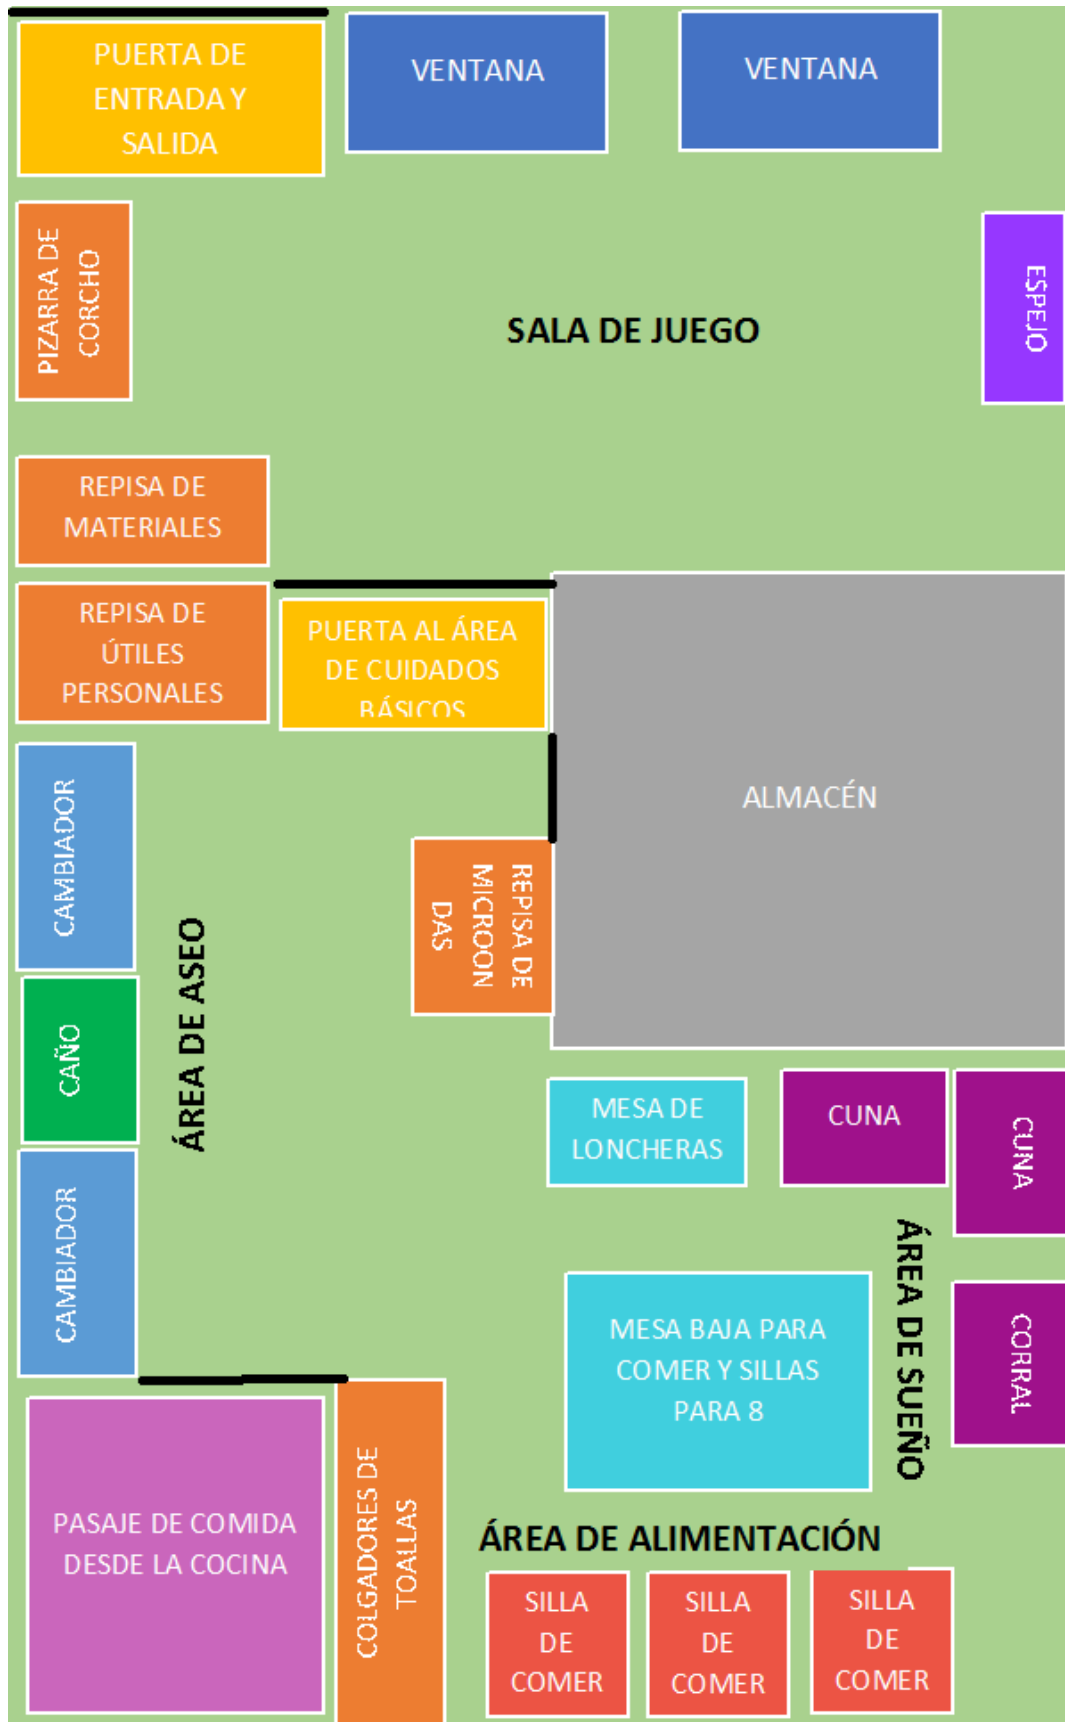 PUERTA DE
ENTRADA Y
SALIDA
VENTANA
VENTANA
PIZARRA DE
CORCHO
SALA DE JUEGO
ESPEJO
REPISA DE
MATERIALES
REPISA DE
ÚTILES
PERSONALES
PUERTA AL ÁREA
DE CUIDADOS
BÁSICOS
ALMACÉN
CAMBIADOR
REPISA DE
MICROON
DAS
ÁREA DE ASEO
CAÑO
MESA DE
LONCHERAS
CUNA
CUNA
CAMBIADOR
ÁREA DE SUEÑO
MESA BAJA PARA
COMER Y SILLAS
PARA 8
CORRAL
PASAJE DE COMIDA
DESDE LA COCINA
COLGADORES DE
TOALLAS
ÁREA DE ALIMENTACIÓN
SILLA
DE
COMER
SILLA
DE
COMER
SILLA
DE
COMER